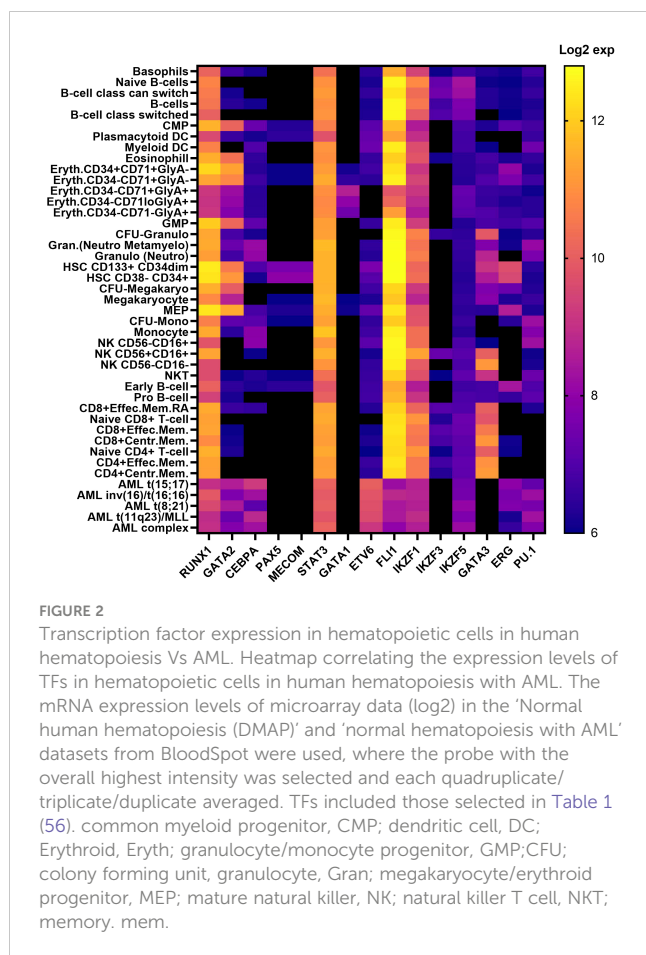 Log2 exp
Basophils
Naive B-cells
B-cell class can switch
B-cells
B-cell class switched
CMP
Plasmacytoid DC
Myeloid DC
Eosinophill
Eryth.CD34+CD71+GlyA-
Eryth.CD34-CD71+GlyA-
Eryth.CD34-CD71+GlyA+
Eryth.CD34-CD71loGlyA+
Eryth.CD34-CD71-GlyA+
GMP
CFU-Granulo
Gran.(Neutro Metamyelo)
Granulo (Neutro)
HSC CD133+ CD34dim
HSC CD38- CD34+
CFU-Megakaryo
Megakaryocyte
MEP
CFU-Mono
Monocyte
NK CD56-CD16+
NK CD56+CD16+
NK CD56-CD16-
NKT
Early B-cell
Pro B-cell
CD8+Effec.Mem.RA
Naive CD8+ T-cell
CD8+Effec.Mem.
CD8+Centr.Mem.
Naive CD4+ T-cell
CD4+Effec.Mem.
CD4+Centr.Mem.
AML t(15;17)
AML inv(16)/t(16;16)
AML t(8;21)
AML t(11q23)/MLL
AML complex
12
10
8
6
RUNX1
GATA2
CEBPA
PAX5
MECOM
STAT3
GATA1
ETV6
FLI1
IKZF1
IKZF3
IKZF5
GATA3
ERG
PU.1
FIGURE 2
Transcription factor expression in hematopoietic cells in human
hematopoiesis Vs AML. Heatmap correlating the expression levels of
TFs in hematopoietic cells in human hematopoiesis with AML. The
mRNA expression levels of microarray data (log2) in the ‘Normal
human hematopoiesis (DMAP)’ and ‘normal hematopoiesis with AML’
datasets from BloodSpot were used, where the probe with the
overall highest intensity was selected and each quadruplicate/
triplicate/duplicate averaged. TFs included those selected in Table 1
(56). common myeloid progenitor, CMP; dendritic cell, DC;
Erythroid, Eryth; granulocyte/monocyte progenitor, GMP;CFU;
colony forming unit, granulocyte, Gran; megakaryocyte/erythroid
progenitor, MEP; mature natural killer, NK; natural killer T cell, NKT;
memory. mem.